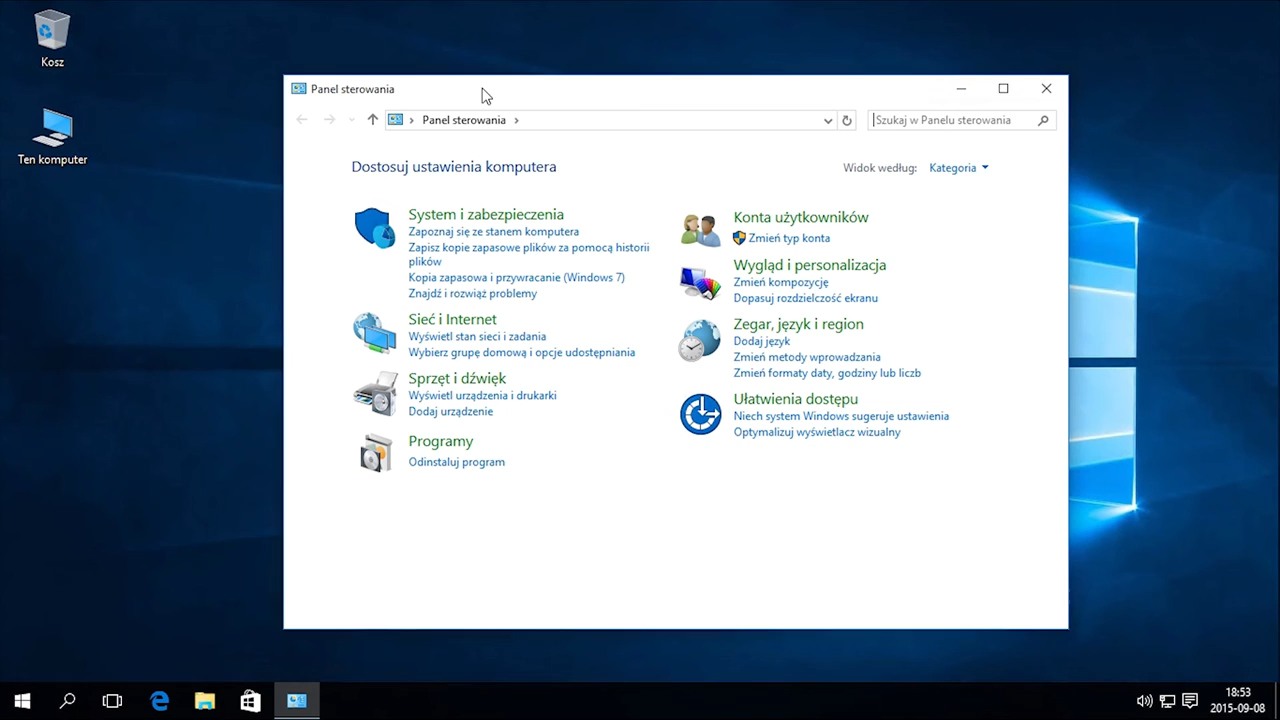 Kosz
Ten komputer
Panel sterowania
Panel sterowania
Szukaj w Panelu sterowania
Dostosuj ustawienia komputera
Widok według: Kategoria
System i zabezpieczenia
Zapoznaj się ze stanem komputera
Zapisz kopie zapasowe plików za pomocą historii
plików
Kopia zapasowa i przywracanie (Windows 7)
Znajdź i rozwiąż problemy
Sieć i Internet
Wyświetl stan sieci i zadania
Wybierz grupę domową i opcje udostępniania
Sprzęt i dźwięk
Wyświetl urządzenia i drukarki
Dodaj urządzenie
Programy
Odinstaluj program
Konta użytkowników
Zmień typ konta
Wygląd i personalizacja
Zmień kompozycję
Dopasuj rozdzielczość ekranu
Zegar, język i region
Dodaj język
Zmień metody wprowadzania
Zmień formaty daty, godziny lub liczb
Ułatwienia dostępu
Niech system Windows sugeruje ustawienia
Optymalizuj wyświetlacz wizualny
18:53
2015-09-08